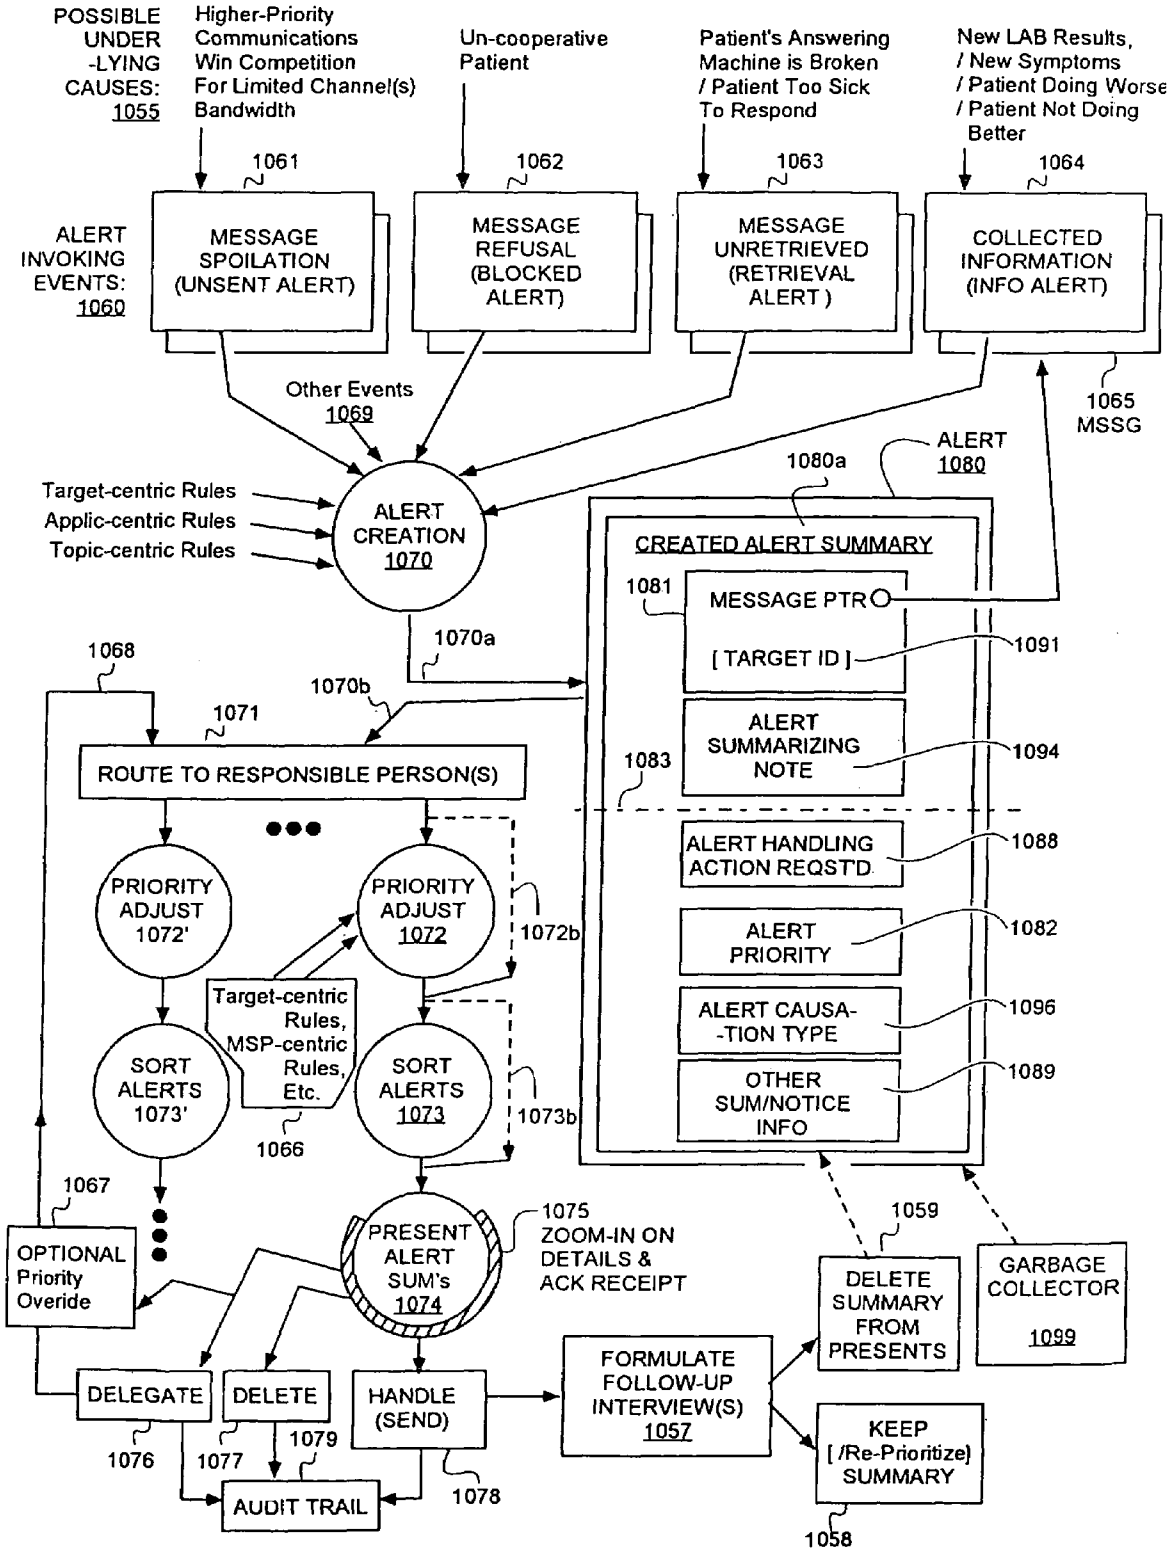 POSSIBLE
UNDER
-LYING
CAUSES:
1055
Higher-Priority
Communications
Win Competition
For Limited Channel(s)
Bandwidth
Un-cooperative
Patient
Patient's Answering
Machine is Broken
/ Patient Too Sick
To Respond
New LAB Results,
/ New Symptoms
/ Patient Doing Worse
/ Patient Not Doing
Better
1061
1062
1063
1064
ALERT
INVOKING
EVENTS:
1060
MESSAGE
SPOILATION
(UNSENT ALERT)
MESSAGE
REFUSAL
(BLOCKED
ALERT)
MESSAGE
UNRETRIEVED
(RETRIEVAL
ALERT )
COLLECTED
INFORMATION
(INFO ALERT)
1065
MSSG
Other Events
1069
Target-centric Rules
Applic-centric Rules
Topic-centric Rules
ALERT
CREATION
1070
1070a
1070b
ALERT
1080
1080a
CREATED ALERT SUMMARY
1081
MESSAGE PTR
[ TARGET ID ]
1091
ALERT
SUMMARIZING
NOTE
1094
1083
ALERT HANDLING
ACTION REQST'D
1088
ALERT
PRIORITY
1082
ALERT CAUSA-
-TION TYPE
1096
OTHER
SUM/NOTICE
INFO
1089
1068
1071
ROUTE TO RESPONSIBLE PERSON(S)
PRIORITY
ADJUST
1072'
PRIORITY
ADJUST
1072
1072b
Target-centric
Rules,
MSP-centric
Rules,
Etc.
1066
SORT
ALERTS
1073'
SORT
ALERTS
1073
1073b
1067
OPTIONAL
Priority
Overide
PRESENT
ALERT
SUM's
1074
1075
ZOOM-IN ON
DETAILS &
ACK RECEIPT
DELEGATE
1076
DELETE
1077
HANDLE
(SEND)
1078
1079
AUDIT TRAIL
FORMULATE
FOLLOW-UP
INTERVIEW(S)
1057
1059
DELETE
SUMMARY
FROM
PRESENTS
GARBAGE
COLLECTOR
1099
KEEP
[ /Re-Prioritize}
SUMMARY
1058